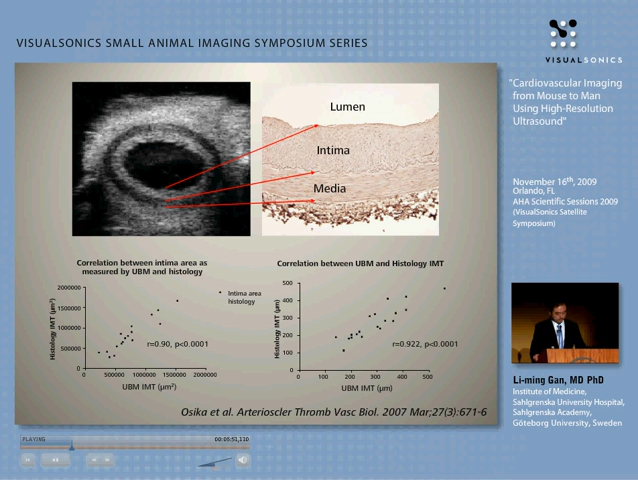 VISUALSONICS SMALL ANIMAL IMAGING SYMPOSIUM SERIES
VISUALSONICS
"Cardiovascular Imaging
from Mouse to Man
Using High-Resolution
Ultrasound"
November 16th, 2009
Orlando, FL
AHA Scientific Sessions 2009
(VisualSonics Satellite
Symposium)
Lumen
Intima
Media
Correlation between intima area as
measured by UBM and histology
Histology IMT (µm²)
2000000
1500000
1000000
500000
0
0 500000 1000000 1500000 2000000
UBM IMT (µm²)
r=0.90, p<0.0001
Intima area
histology
Correlation between UBM and Histology IMT
Histology IMT (µm)
500
400
300
200
100
0
0 100 200 300 400 500
UBM IMT (µm)
r=0.922, p<0.0001
Osika et al. Arterioscler Thromb Vasc Biol. 2007 Mar;27(3):671-6
Li-ming Gan, MD PhD
Institute of Medicine,
Sahlgrenska University Hospital,
Sahlgrenska Academy,
Göteborg University, Sweden
PLAYING